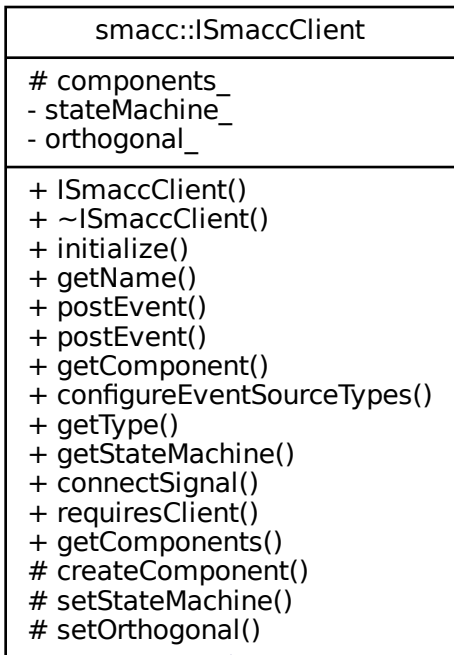 smacc::ISmaccClient
# components_
- stateMachine_
- orthogonal_
+ ISmaccClient()
+ ~ISmaccClient()
+ initialize()
+ getName()
+ postEvent()
+ postEvent()
+ getComponent()
+ configureEventSourceTypes()
+ getType()
+ getStateMachine()
+ connectSignal()
+ requiresClient()
+ getComponents()
# createComponent()
# setStateMachine()
# setOrthogonal()